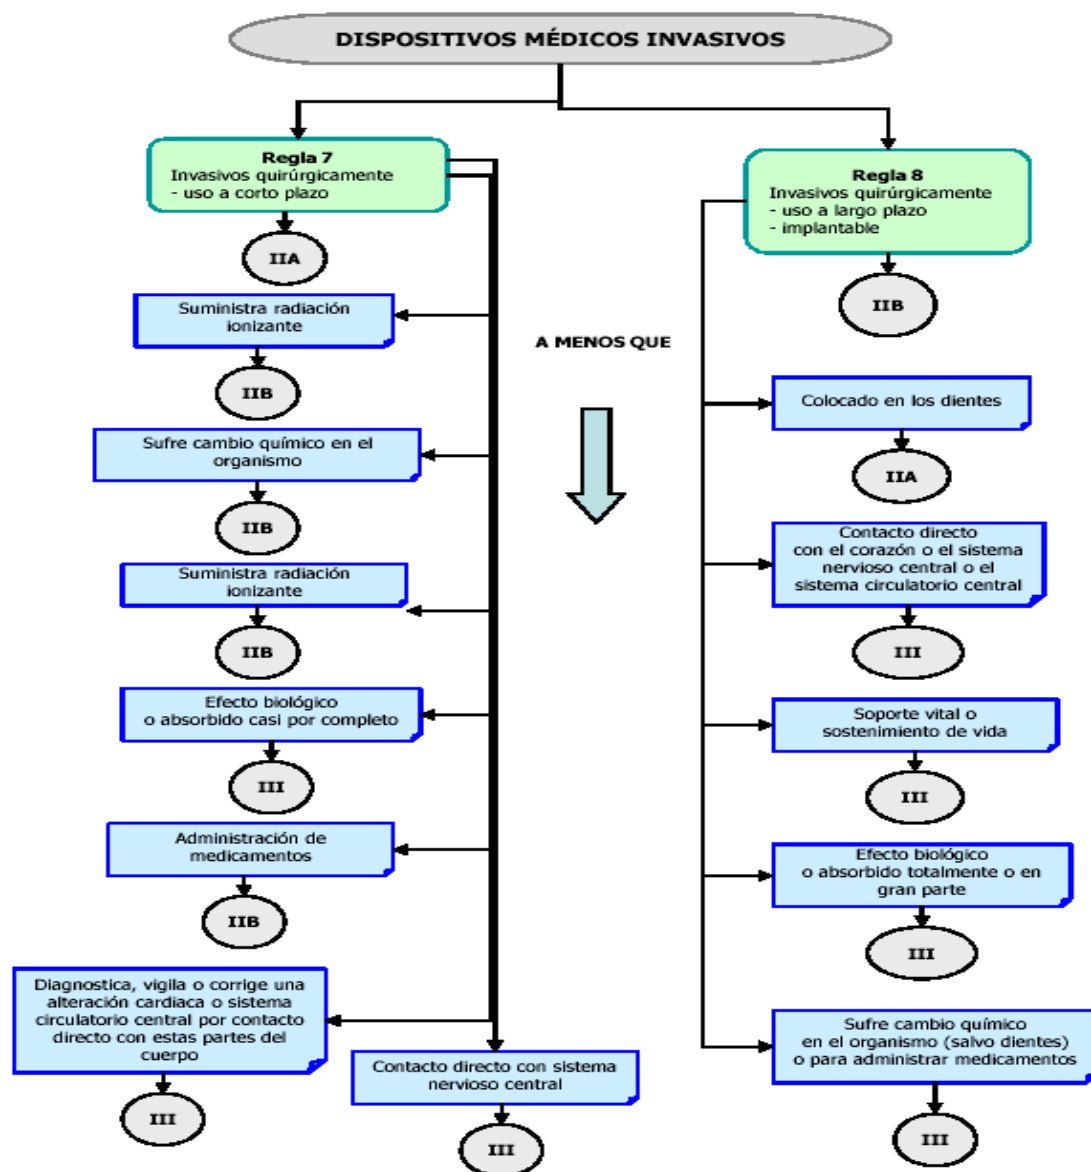 DISPOSITIVOS MÉDICOS INVASIVOS
Regla 7
Invasivos quirúrgicamente
- uso a corto plazo
IIA
Suministra radiación
ionizante
IIB
Sufre cambio químico en el
organismo
IIB
Suministra radiación
ionizante
IIB
Efecto biológico
o absorbido casi por completo
III
Administración de
medicamentos
IIB
Diagnostica, vigila o corrige una
alteración cardiaca o sistema
circulatorio central por contacto
directo con estas partes del
cuerpo
III
Contacto directo con sistema
nervioso central
III
A MENOS QUE
Regla 8
Invasivos quirúrgicamente
- uso a largo plazo
- implantable
IIB
Colocado en los dientes
IIA
Contacto directo
con el corazón o el sistema
nervioso central o el
sistema circulatorio central
III
Soporte vital o
sostenimiento de vida
III
Efecto biológico
o absorbido totalmente o en
gran parte
III
Sufre cambio químico
en el organismo (salvo dientes)
o para administrar medicamentos
III